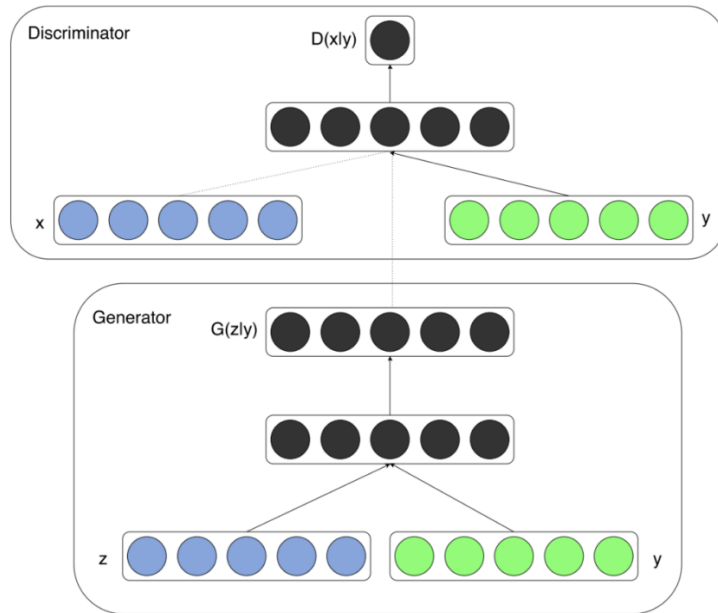 Discriminator
D(x|y)
x
y
Generator
G(z|y)
z
y